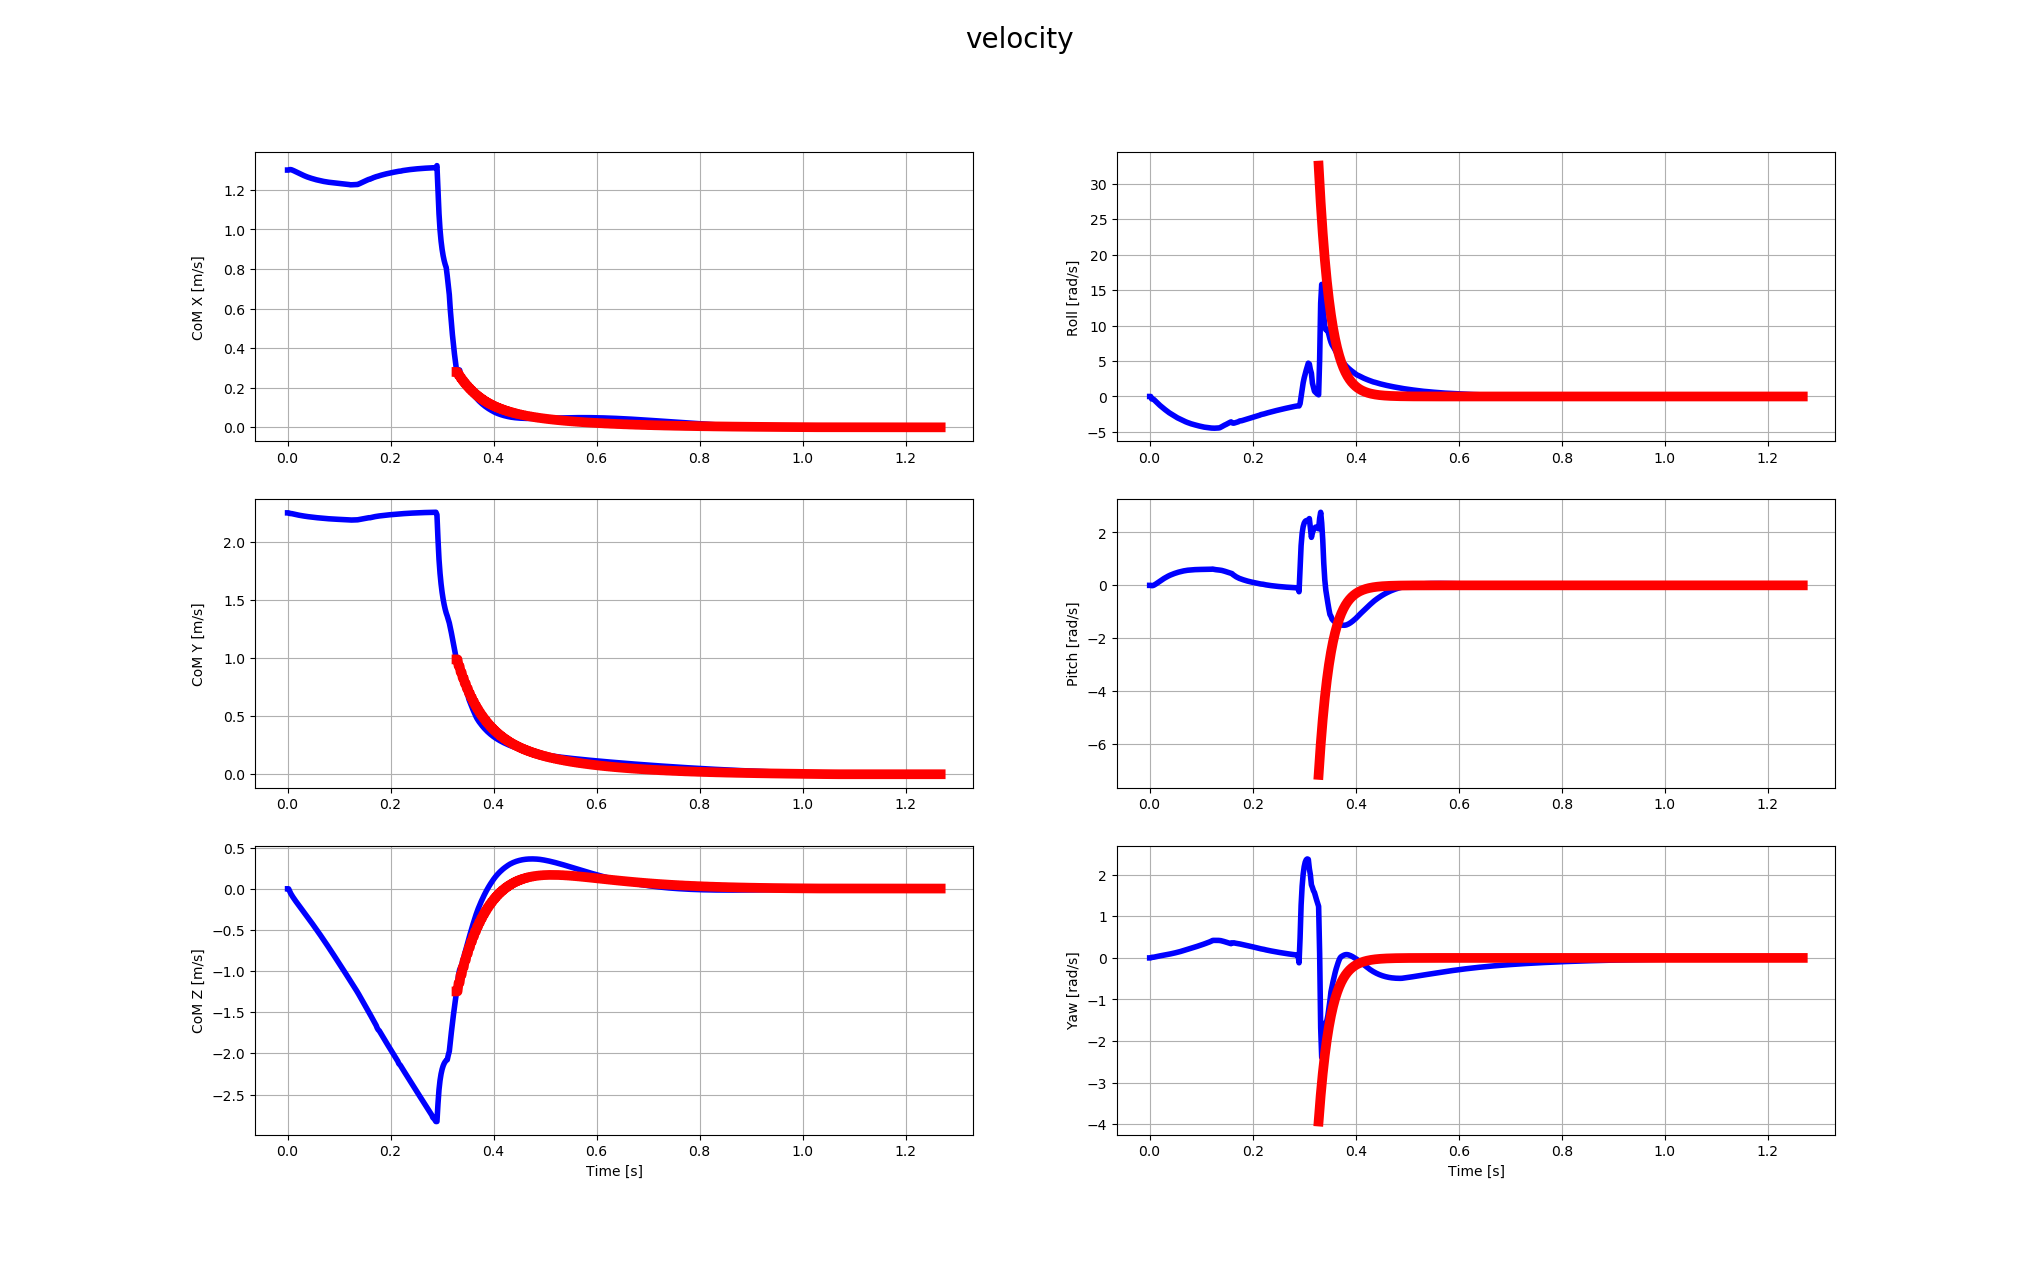 velocity
CoM X [m/s]
1.2
1.0
0.8
0.6
0.4
0.2
0.0
0.0 0.2 0.4 0.6 0.8 1.0 1.2
Roll [rad/s]
30
25
20
15
10
5
0
−5
0.0 0.2 0.4 0.6 0.8 1.0 1.2
CoM Y [m/s]
2.0
1.5
1.0
0.5
0.0
0.0 0.2 0.4 0.6 0.8 1.0 1.2
Pitch [rad/s]
2
0
−2
−4
−6
0.0 0.2 0.4 0.6 0.8 1.0 1.2
CoM Z [m/s]
0.5
0.0
−0.5
−1.0
−1.5
−2.0
−2.5
0.0 0.2 0.4 0.6 0.8 1.0 1.2
Time [s]
Yaw [rad/s]
2
1
0
−1
−2
−3
−4
0.0 0.2 0.4 0.6 0.8 1.0 1.2
Time [s]